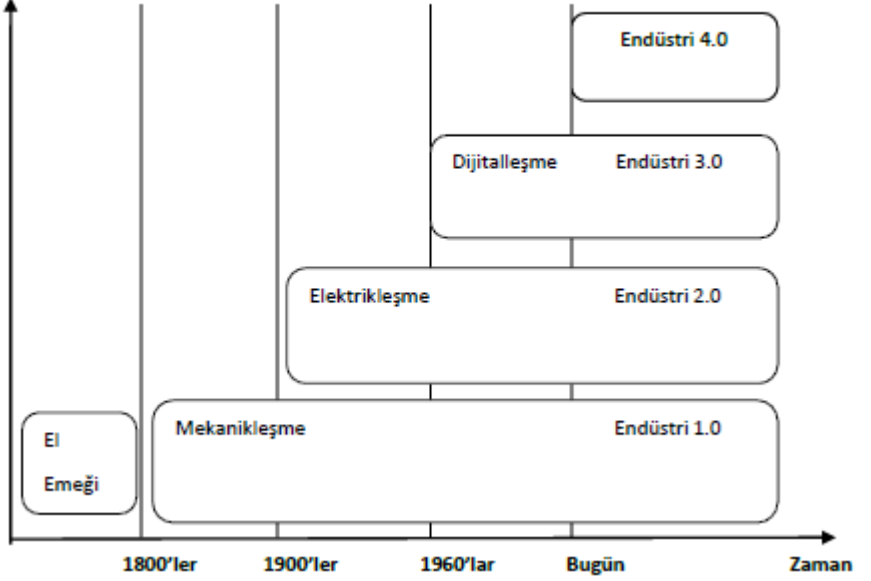 Endüstri 4.0
Dijitalleşme Endüstri 3.0
Elektrikleşme Endüstri 2.0
Mekanikleşme Endüstri 1.0
El
Emeği
1800’ler 1900’ler 1960’lar Bugün Zaman